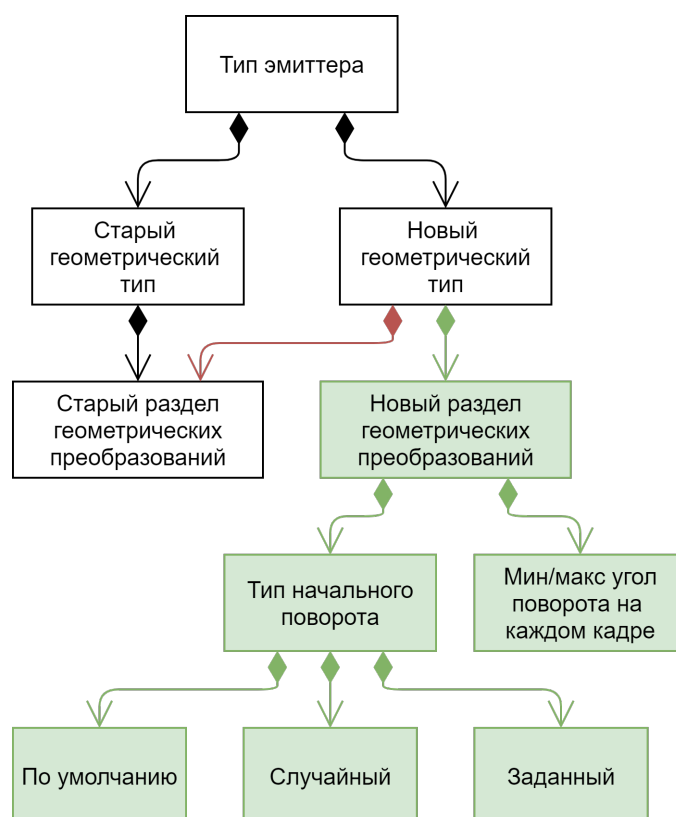 Тип эмиттера
Старый
геометрический
тип
Новый
геометрический
тип
Старый раздел
геометрических
преобразований
Новый раздел
геометрических
преобразований
Тип начального
поворота
Мин/макс угол
поворота на
каждом кадре
По умолчанию
Случайный
Заданный